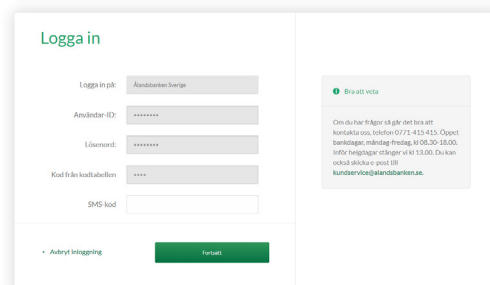 Logga in
Logga in på:
Ålandsbanken Sverige
Användar-ID:
********
Lösenord:
********
Kod från kodtabellen
****
SMS-kod
Avbryt inloggning
Fortsätt
Bra att veta
Om du har frågor så går det bra att
kontakta oss, telefon 0771-415 415. Öppet
bankdagar, måndag-fredag, kl 08.30-18.00.
Inför helgdagar stänger vi kl 13.00. Du kan
också skicka e-post till
kundservice@alandsbanken.se.